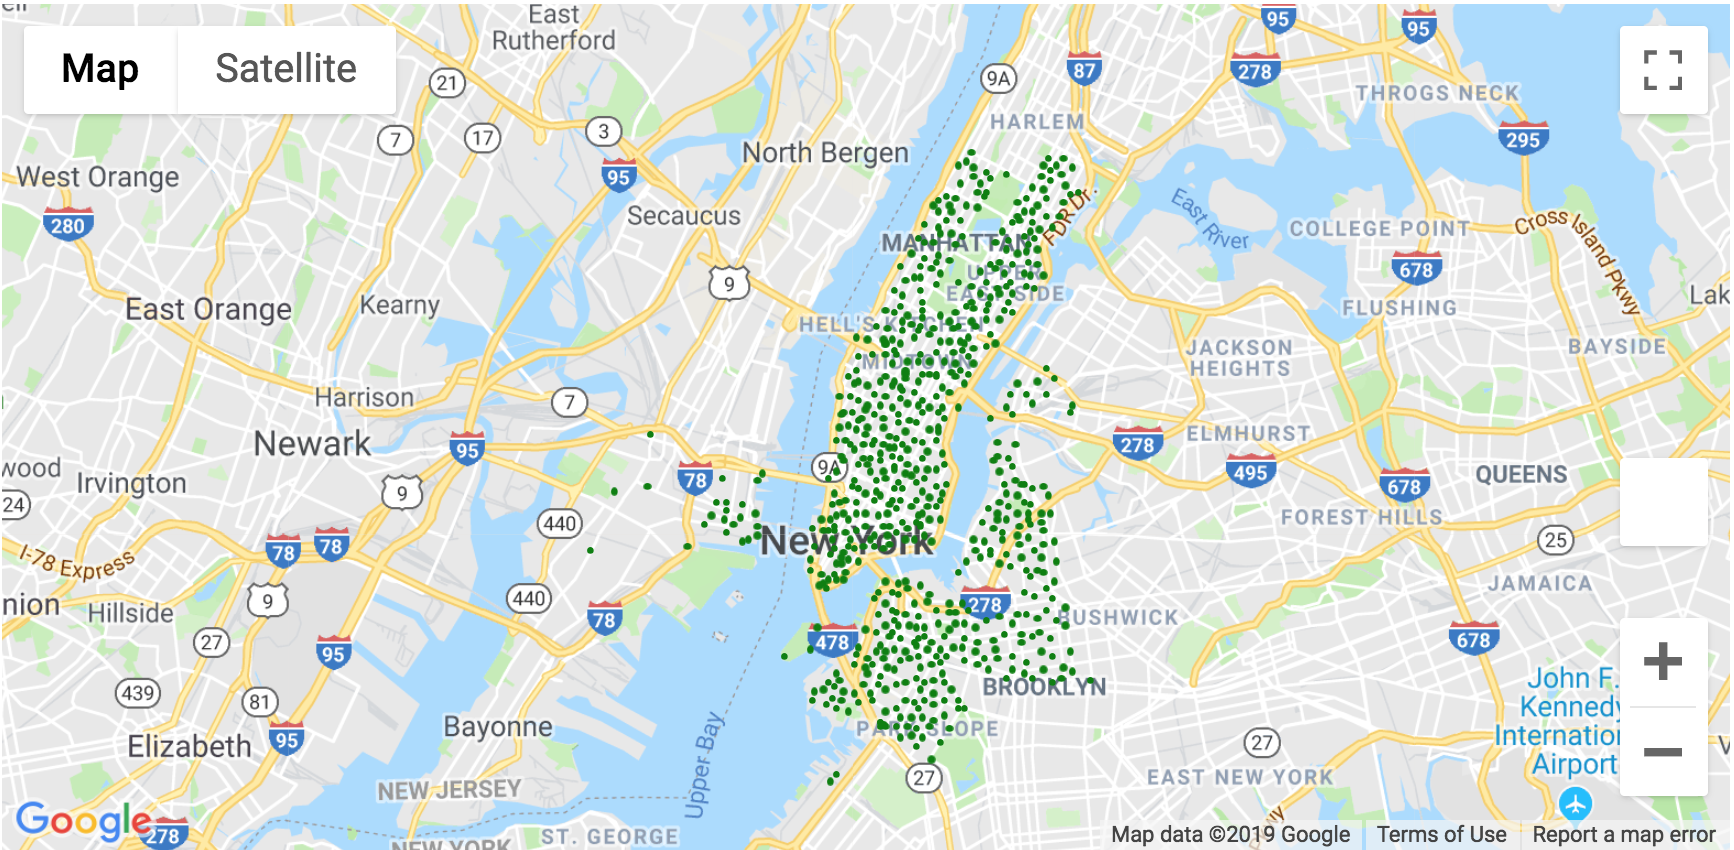 Map
Satellite
East
Rutherford
95
95
21
9A
87
278
THROGS NECK
7
17
3
HARLEM
295
North Bergen
West Orange
95
280
Secaucus
FDR Dr
East River
COLLEGE POINT
Cross Island Pkwy
MANHATTAN
678
9
UPPER
EAST SIDE
East Orange
Kearny
FLUSHING
Lak
HELL'S KITCHEN
MIDTOWN
JACKSON
HEIGHTS
BAYSIDE
Harrison
7
Newark
95
278
ELMHURST
wood
Irvington
78
9A
495
QUEENS
24
9
678
440
FOREST HILLS
25
I-78 Express
78
78
New York
JAMAICA
nion
Hillside
9
440
278
BUSHWICK
27
78
478
678
95
439
81
BROOKLYN
John F.
Kennedy
Internation
Airport
Bayonne
PARK SLOPE
Elizabeth
95
Upper Bay
27
V
NEW JERSEY
27
EAST NEW YORK
Google
278
ST. GEORGE
NEW YORK
wy
Map data ©2019 Google
Terms of Use
Report a map error